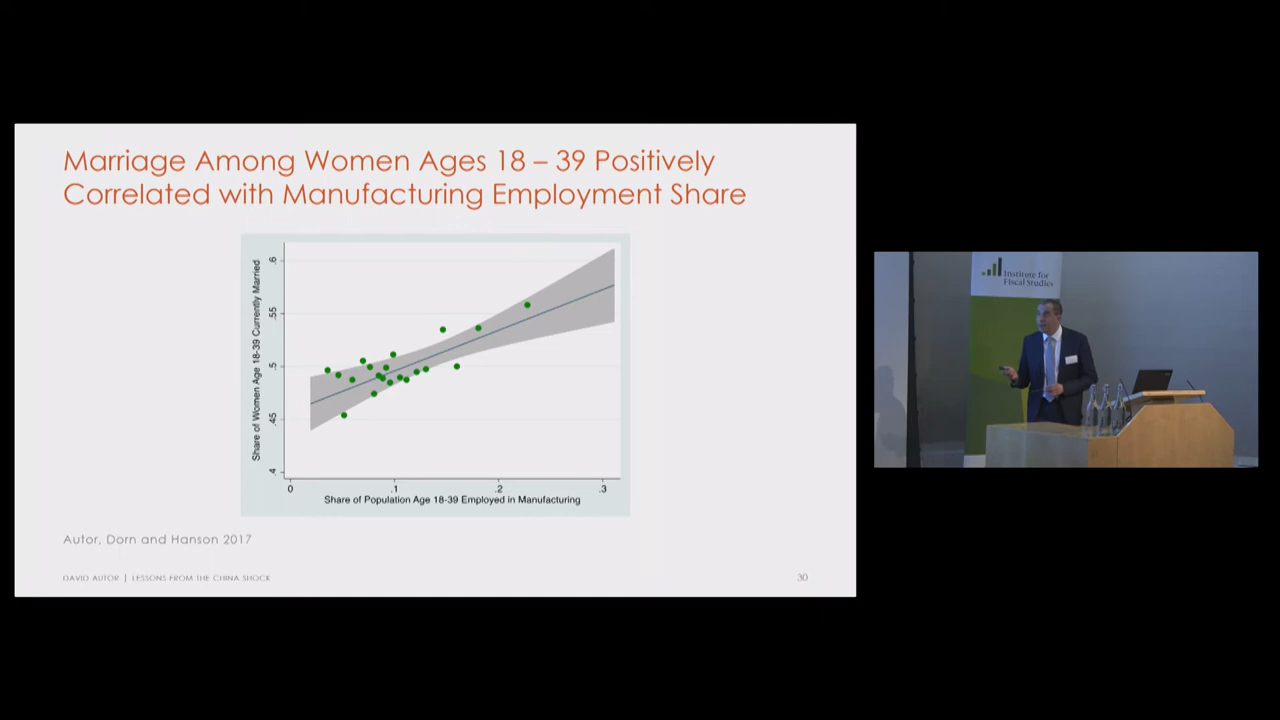 Marriage Among Women Ages 18 – 39 Positively
Correlated with Manufacturing Employment Share
Share of Women Age 18-39 Currently Married
.6
.55
.5
.45
.4
0
.1
.2
.3
Share of Population Age 18-39 Employed in Manufacturing
Autor, Dorn and Hanson 2017
DAVID AUTOR | LESSONS FROM THE CHINA SHOCK
30
Institute for
Fiscal Studies